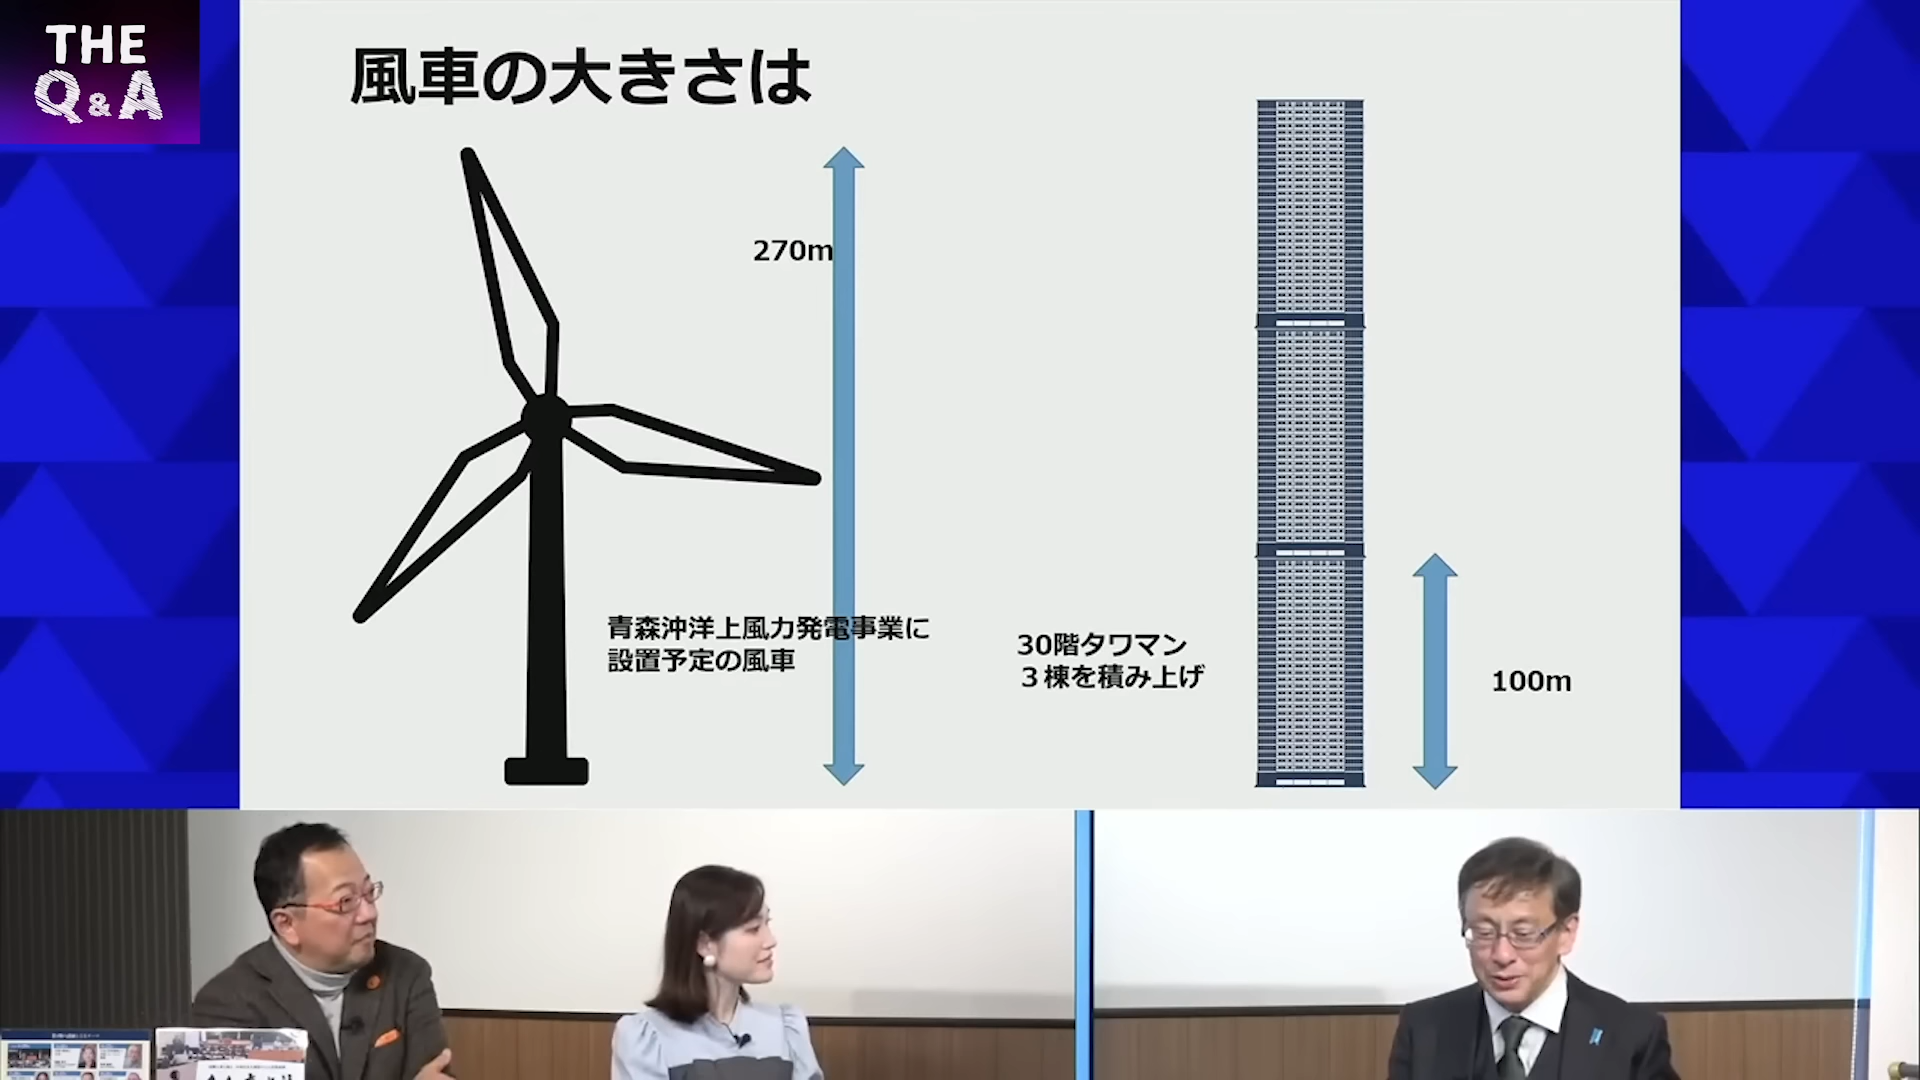 THE
Q&A
風車の大きさは
270m
青森沖洋上風力発電事業に
設置予定の風車
30階タワマン
３棟を積み上げ
100m